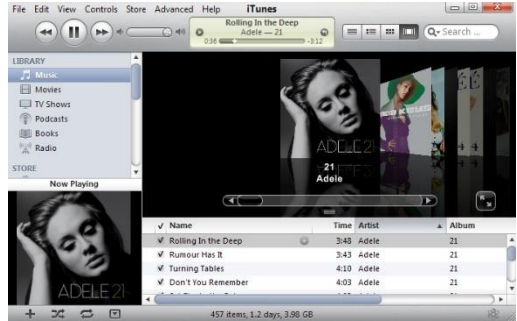 File Edit View Controls Store Advanced Help iTunes
Rolling In the Deep
Adele — 21
0:36 -3:12
Search ...
LIBRARY
Music
Movies
TV Shows
Podcasts
Books
Radio
STORE
Now Playing
ADELE 21
ADELE 21
21
Adele
Name Time Artist Album
Rolling In the Deep 3:48 Adele 21
Rumour Has It 3:43 Adele 21
Turning Tables 4:10 Adele 21
Don't You Remember 4:03 Adele 21
457 items, 1.2 days, 3.98 GB